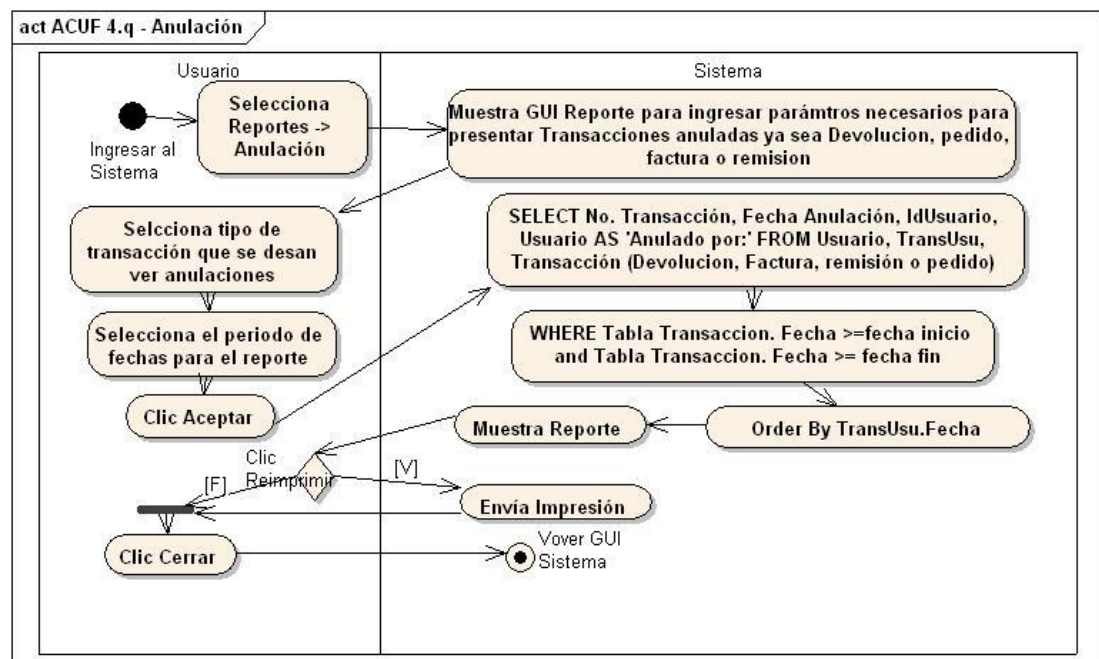 act ACUF 4.q - Anulación
Usuario
Sistema
Ingresar al
Sistema
Selecciona
Reportes ->
Anulación
Muestra GUI Reporte para ingresar parámtros necesarios para
presentar Transacciones anuladas ya sea Devolucion, pedido,
factura o remision
Selcciona tipo de
transacción que se desan
ver anulaciones
Selecciona el periodo de
fechas para el reporte
Clic Aceptar
SELECT No. Transacción, Fecha Anulación, IdUsuario,
Usuario AS 'Anulado por:' FROM Usuario, TransUsu,
Transacción (Devolucion, Factura, remisión o pedido)
WHERE Tabla Transaccion. Fecha >=fecha inicio
and Tabla Transaccion. Fecha >= fecha fin
Order By TransUsu.Fecha
Muestra Reporte
Clic
Reimprimir
[F]
[V]
Envía Impresión
Clic Cerrar
Vover GUI
Sistema